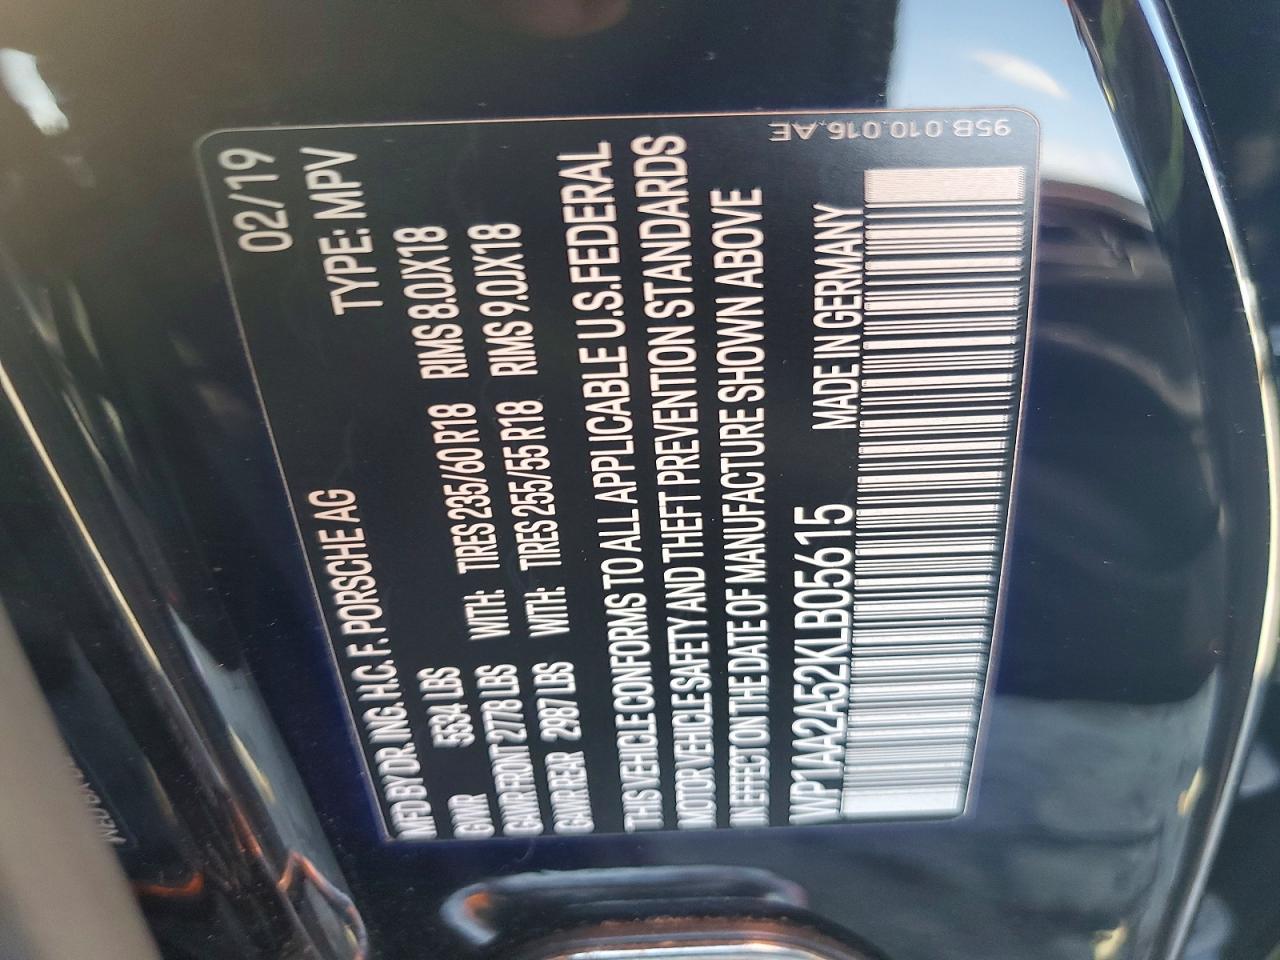 MFD BY DR. ING. H.C. F. PORSCHE AG 02/19
GVWR 5534 LBS TYPE: MPV
GAWR FRONT 2778 LBS WITH: TIRES 235/60 R18 RIMS 8.0JX18
GAWR REAR 2987 LBS WITH: TIRES 255/55 R18 RIMS 9.0JX18
THIS VEHICLE CONFORMS TO ALL APPLICABLE U.S.FEDERAL
MOTOR VEHICLE SAFETY AND THEFT PREVENTION STANDARDS
IN EFFECT ON THE DATE OF MANUFACTURE SHOWN ABOVE
WP1AA2A52KLB05615 MADE IN GERMANY
95B.010.016.AE